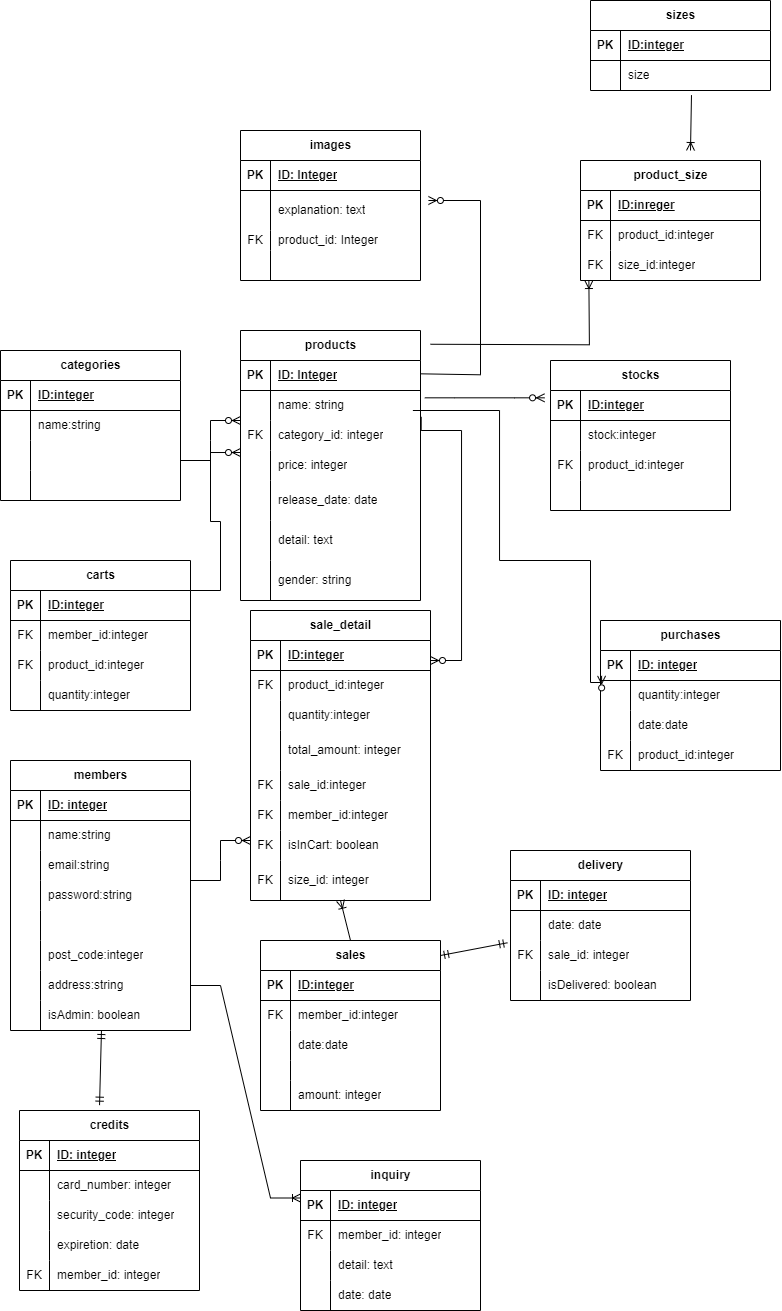 sizes
PK ID:integer
size
images
PK ID: Integer
explanation: text
FK product_id: Integer
product_size
PK ID:inreger
FK product_id:integer
FK size_id:integer
products
PK ID: Integer
name: string
FK category_id: integer
price: integer
release_date: date
detail: text
gender: string
categories
PK ID:integer
name:string
stocks
PK ID:integer
stock:integer
FK product_id:integer
carts
PK ID:integer
FK member_id:integer
FK product_id:integer
quantity:integer
sale_detail
PK ID:integer
FK product_id:integer
quantity:integer
total_amount: integer
FK sale_id:integer
FK member_id:integer
FK isInCart: boolean
FK size_id: integer
purchases
PK ID: integer
quantity:integer
date:date
FK product_id:integer
members
PK ID: integer
name:string
email:string
password:string
post_code:integer
address:string
isAdmin: boolean
delivery
PK ID: integer
date: date
FK sale_id: integer
isDelivered: boolean
sales
PK ID:integer
FK member_id:integer
date:date
amount: integer
credits
PK ID: integer
card_number: integer
security_code: integer
expiretion: date
FK member_id: integer
inquiry
PK ID: integer
FK member_id: integer
detail: text
date: date